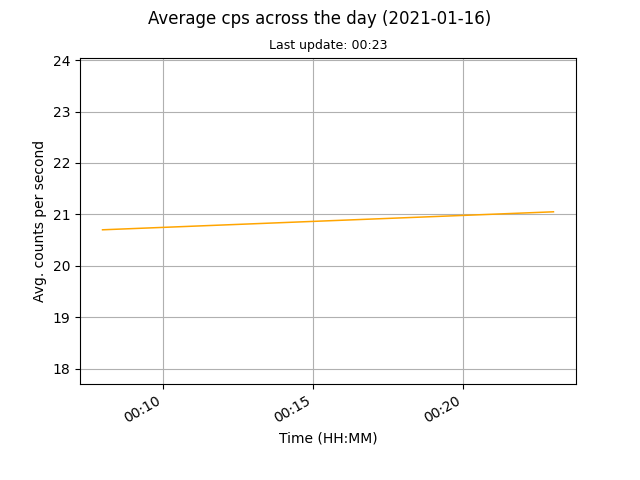 Average cps across the day (2021-01-16)
Last update: 00:23
24
23
22
21
20
19
18
Avg. counts per second
00:10
00:15
00:20
Time (HH:MM)